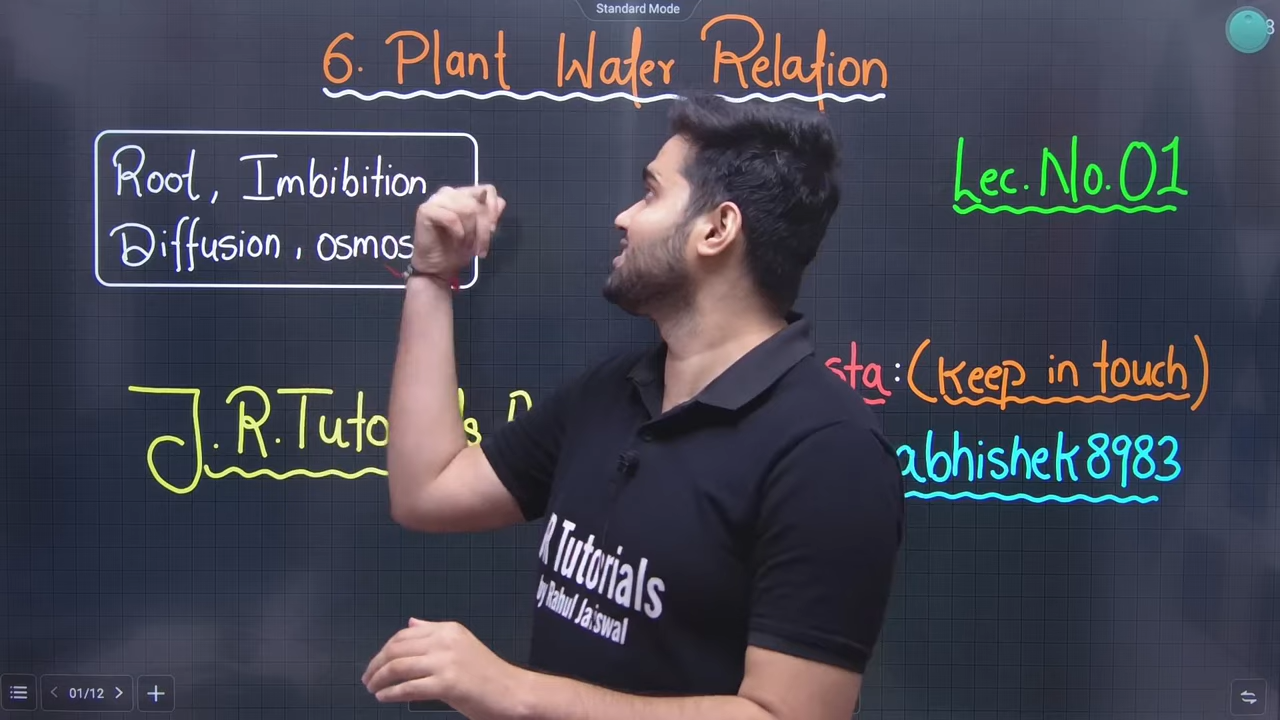 Standard Mode
6. Plant Water Relation
Root, Imbibition
Diffusion, osmos
Lec. No. 01
J.R. Tuto
sta: (Keep in touch)
abhishek8983
R Tutorials
by Rahul Jaiswal
01/12